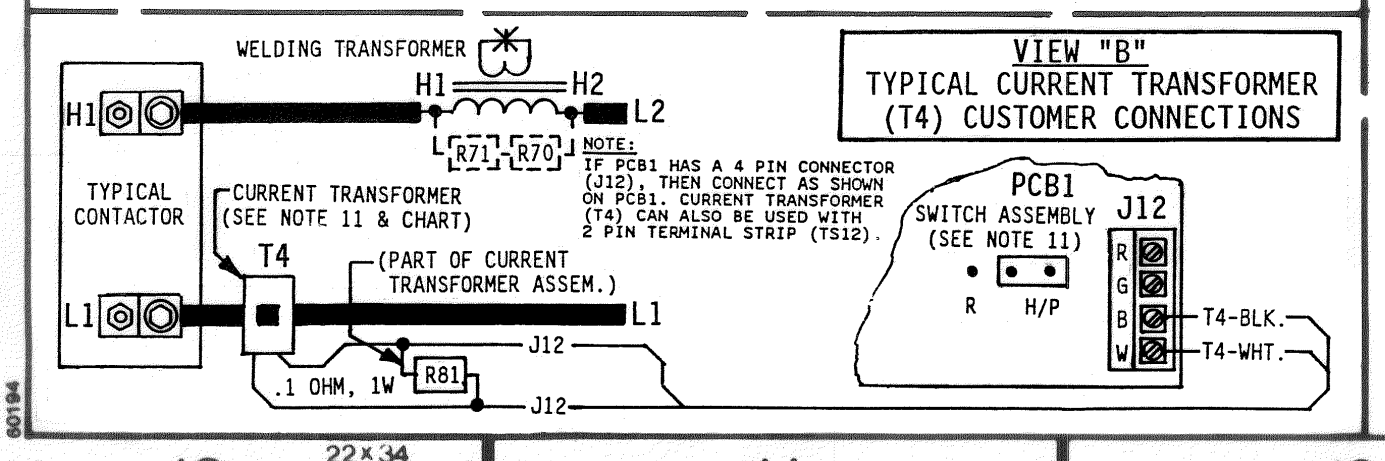 WELDING TRANSFORMER
VIEW "B"
TYPICAL CURRENT TRANSFORMER
(T4) CUSTOMER CONNECTIONS
H1 H2
H1
L2
R71 R70
NOTE:
IF PCB1 HAS A 4 PIN CONNECTOR
(J12), THEN CONNECT AS SHOWN
ON PCB1. CURRENT TRANSFORMER
(T4) CAN ALSO BE USED WITH
2 PIN TERMINAL STRIP (TS12).
TYPICAL
CONTACTOR
CURRENT TRANSFORMER
(SEE NOTE 11 & CHART)
T4
(PART OF CURRENT
TRANSFORMER ASSEM.)
L1
L1
J12
R81
.1 OHM, 1W
J12
PCB1
SWITCH ASSEMBLY
(SEE NOTE 11)
R H/P
J12
R
G
B T4-BLK.
W T4-WHT.
60194
22 x 34